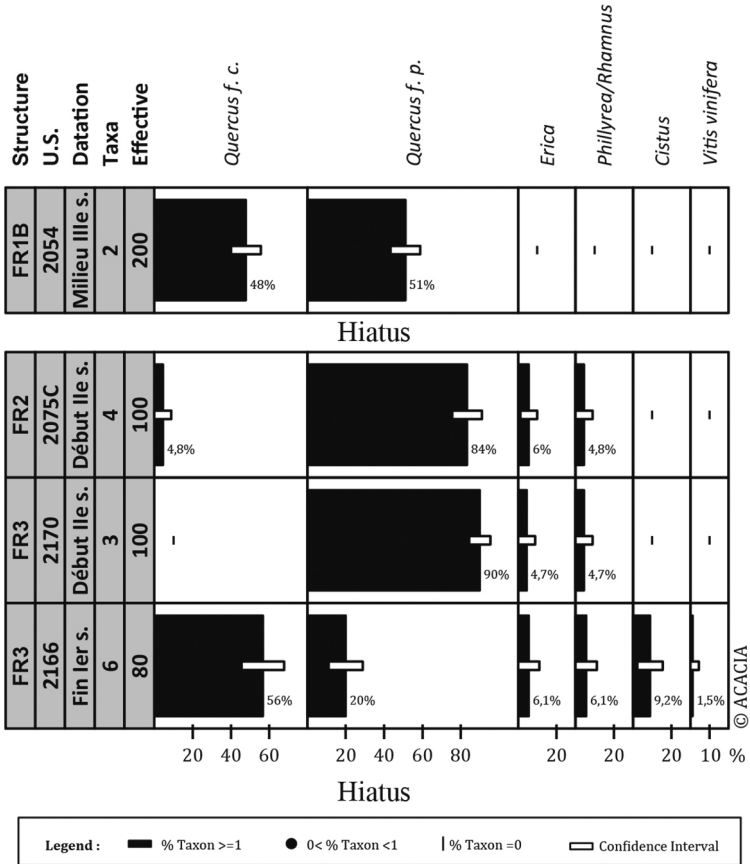 Structure
U.S.
Datation
Taxa
Effective
Quercus f. c.
Quercus f. p.
Erica
Phillyrea/Rhamnus
Cistus
Vitis vinifera
FR1B
2054
Milieu IIIe s.
2
200
48%
51%
Hiatus
FR2
2075C
Début IIe s.
4
100
4,8%
84%
6%
4,8%
FR3
2170
Début IIe s.
3
100
90%
4,7%
4,7%
FR3
2166
Fin Ier s.
6
80
56%
20%
6,1%
6,1%
9,2%
1,5%
© ACACIA
20 40 60 20 40 60 80 20 20 20 10 %
Hiatus
Legend : % Taxon >=1 0< % Taxon <1 % Taxon =0 Confidence Interval